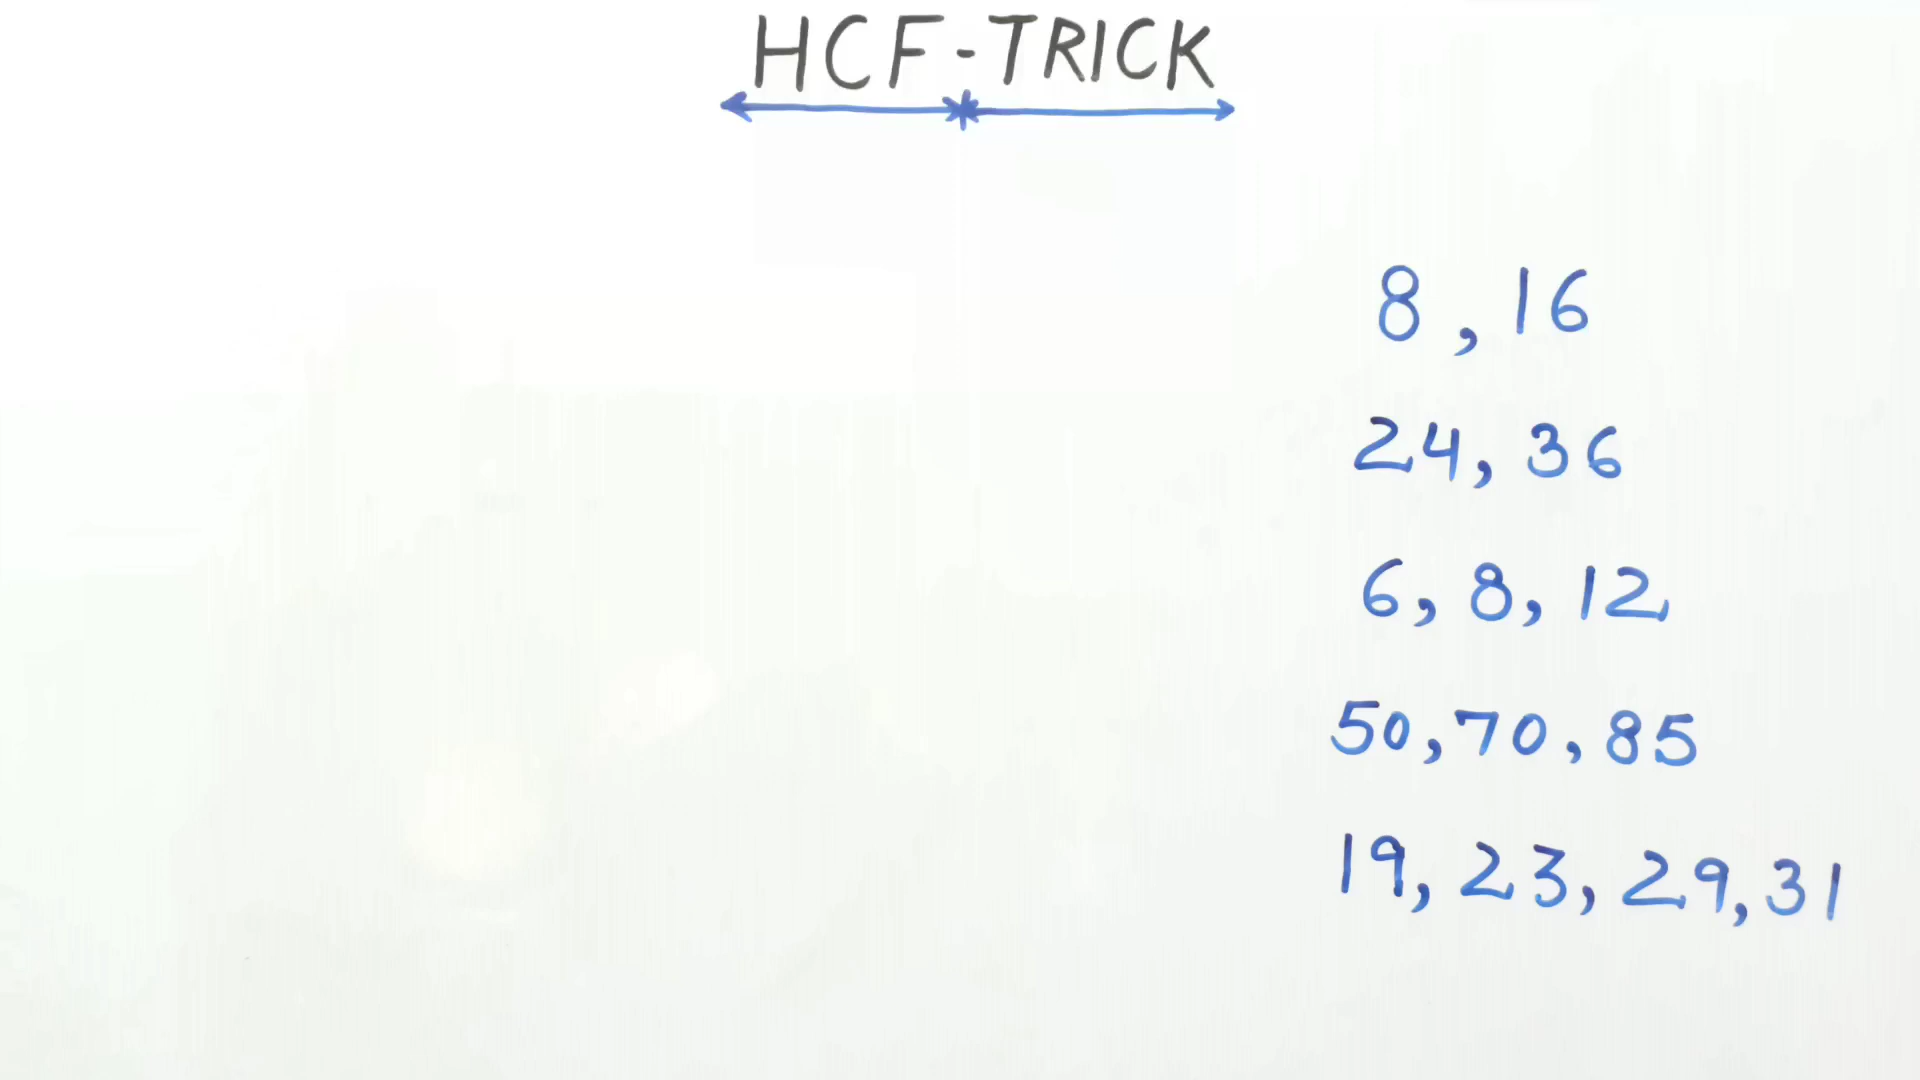 HCF-TRICK
8, 16
24, 36
6, 8, 12
50, 70, 85
19, 23, 29, 31